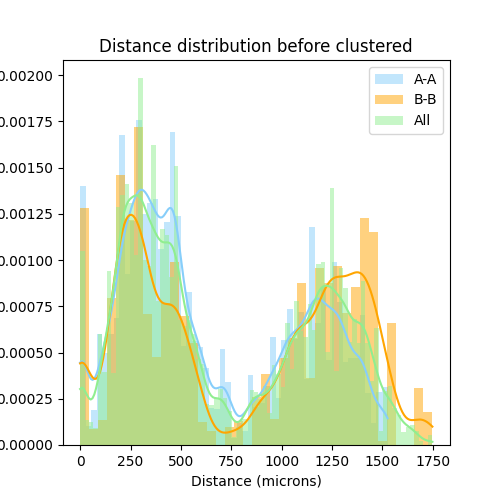 Distance distribution before clustered
A-A
B-B
All
0.00200
0.00175
0.00150
0.00125
0.00100
0.00075
0.00050
0.00025
0.00000
0 250 500 750 1000 1250 1500 1750
Distance (microns)